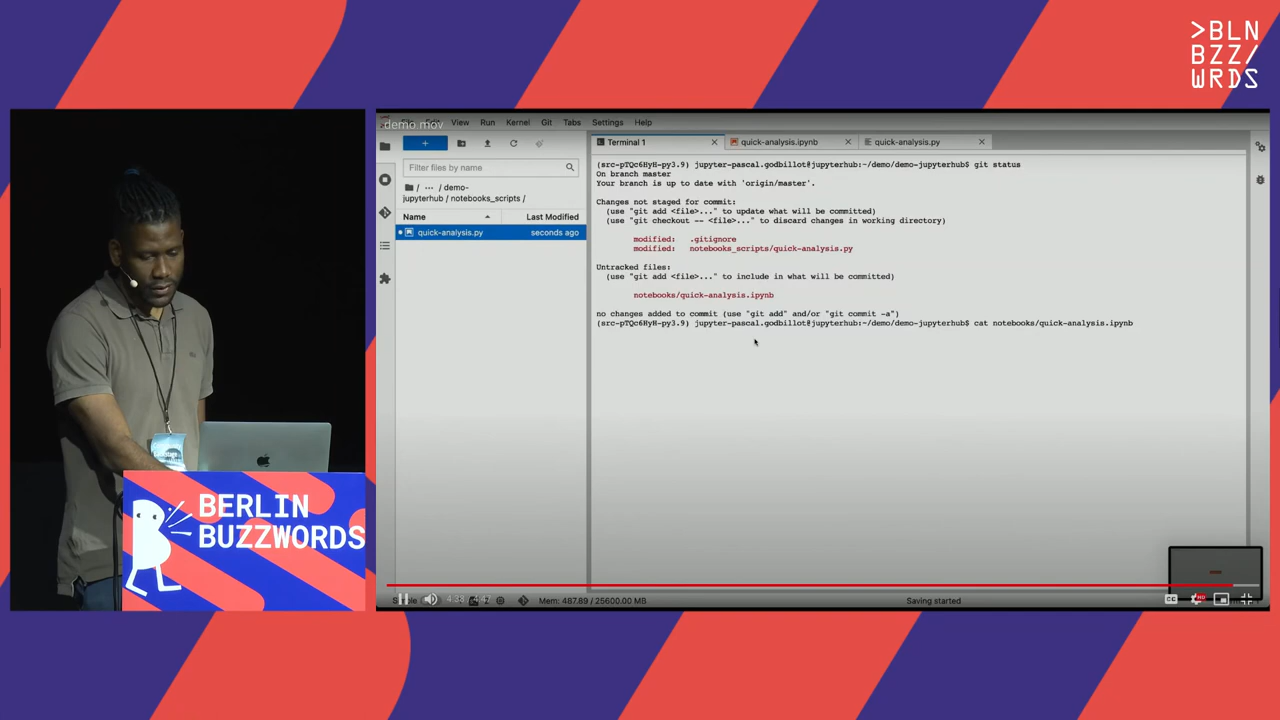 >BLN
BZZ/
WRDS
demo.mov
View Run Kernel Git Tabs Settings Help
+
Filter files by name
/ ··· / demo-
jupyterhub / notebooks_scripts /
Name Last Modified
quick-analysis.py seconds ago
Terminal 1 quick-analysis.ipynb quick-analysis.py
(src-pTQc6HyH-py3.9) jupyter-pascal.godbillot@jupyterhub:~/demo/demo-jupyterhub$ git status
On branch master
Your branch is up to date with 'origin/master'.
Changes not staged for commit:
(use "git add <file>..." to update what will be committed)
(use "git checkout -- <file>..." to discard changes in working directory)
modified: .gitignore
modified: notebooks_scripts/quick-analysis.py
Untracked files:
(use "git add <file>..." to include in what will be committed)
notebooks/quick-analysis.ipynb
no changes added to commit (use "git add" and/or "git commit -a")
(src-pTQc6HyH-py3.9) jupyter-pascal.godbillot@jupyterhub:~/demo/demo-jupyterhub$ cat notebooks/quick-analysis.ipynb
Mem: 487.89 / 25600.00 MB
Saving started
CC
HD
BERLIN
BUZZWORDS